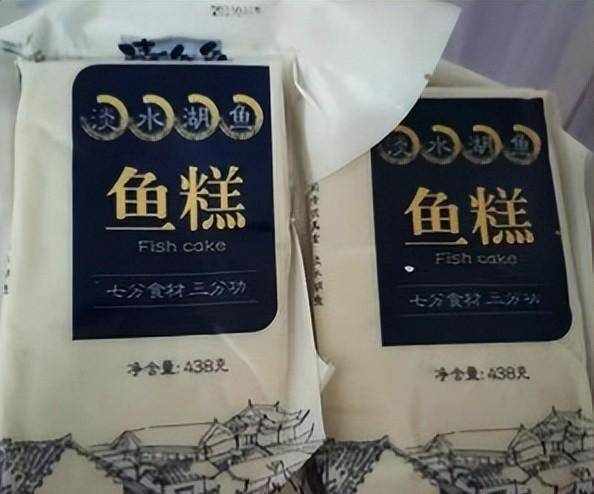 淡水湖鱼
鱼糕
Fish cake
七分食材 三分功
净含量: 438克
淡水湖鱼
鱼糕
Fish cake
七分食材 三分功
净含量: 438克